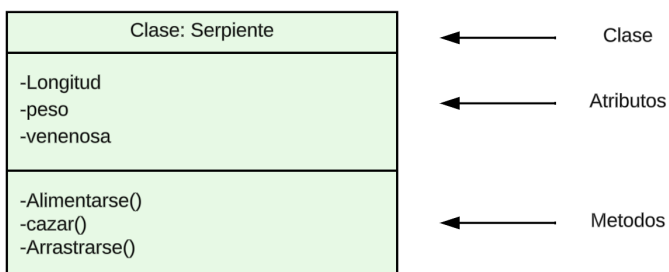 Clase: Serpiente
Clase
-Longitud
-peso
-venenosa
Atributos
-Alimentarse()
-cazar()
-Arrastrarse()
Metodos